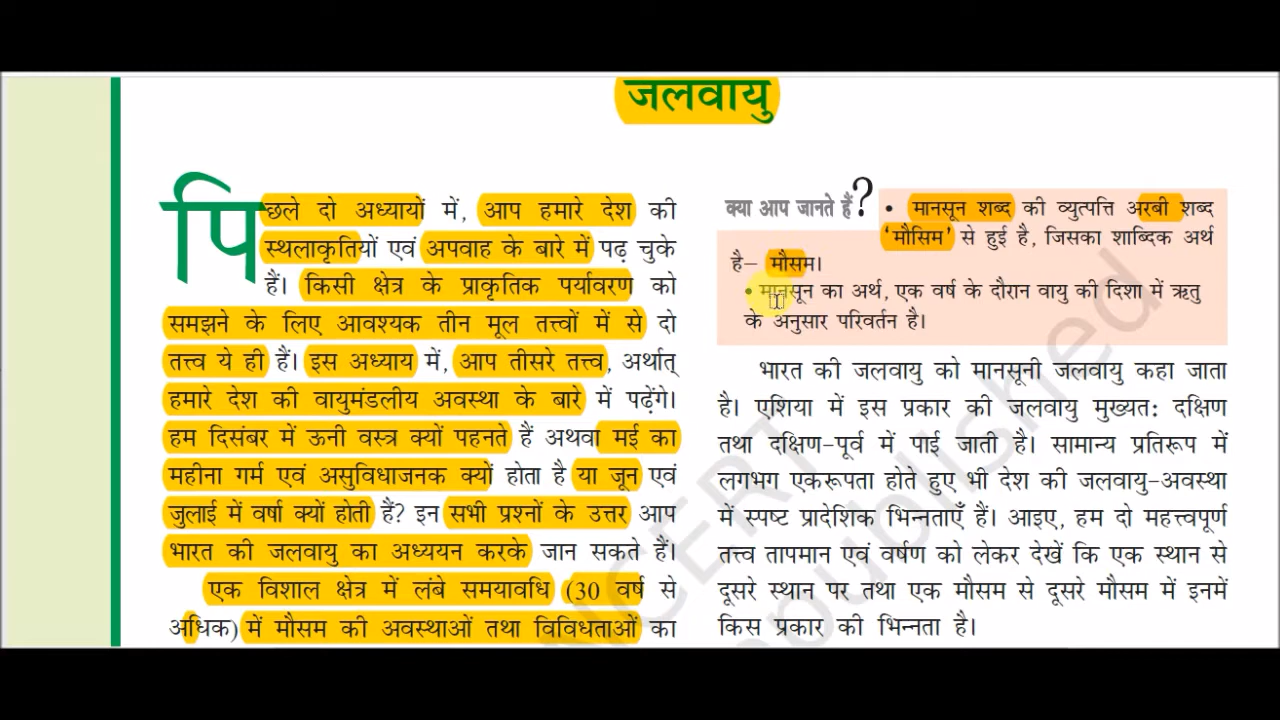 जलवायु
पिछले दो अध्यायों में, आप हमारे देश की
स्थलाकृतियों एवं अपवाह के बारे में पढ़ चुके
हैं। किसी क्षेत्र के प्राकृतिक पर्यावरण को
समझने के लिए आवश्यक तीन मूल तत्त्वों में से दो
तत्त्व ये ही हैं। इस अध्याय में, आप तीसरे तत्त्व, अर्थात्
हमारे देश की वायुमंडलीय अवस्था के बारे में पढ़ेंगे।
हम दिसंबर में ऊनी वस्त्र क्यों पहनते हैं अथवा मई का
महीना गर्म एवं असुविधाजनक क्यों होता है या जून एवं
जुलाई में वर्षा क्यों होती हैं? इन सभी प्रश्नों के उत्तर आप
भारत की जलवायु का अध्ययन करके जान सकते हैं।
एक विशाल क्षेत्र में लंबे समयावधि (30 वर्ष से
अधिक) में मौसम की अवस्थाओं तथा विविधताओं का
क्या आप जानते हैं? • मानसून शब्द की व्युत्पत्ति अरबी शब्द
‘मौसिम’ से हुई है, जिसका शाब्दिक अर्थ
है– मौसम।
• मानसून का अर्थ, एक वर्ष के दौरान वायु की दिशा में ऋतु
के अनुसार परिवर्तन है।
भारत की जलवायु को मानसूनी जलवायु कहा जाता
है। एशिया में इस प्रकार की जलवायु मुख्यत: दक्षिण
तथा दक्षिण-पूर्व में पाई जाती है। सामान्य प्रतिरूप में
लगभग एकरूपता होते हुए भी देश की जलवायु-अवस्था
में स्पष्ट प्रादेशिक भिन्नताएँ हैं। आइए, हम दो महत्त्वपूर्ण
तत्त्व तापमान एवं वर्षण को लेकर देखें कि एक स्थान से
दूसरे स्थान पर तथा एक मौसम से दूसरे मौसम में इनमें
किस प्रकार की भिन्नता है।
NCERT
published